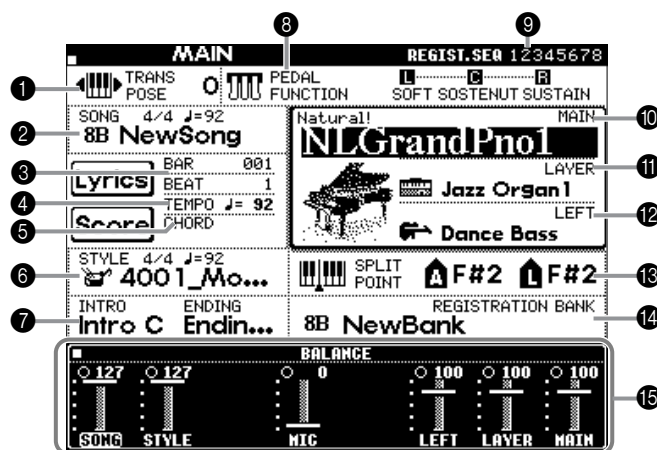 8 9
MAIN REGIST.SEQ 12345678
1 TRANS POSE 0 PEDAL FUNCTION L C R
SOFT SOSTENUT SUSTAIN
2 SONG 4/4 ♩=92
8B NewSong
Natural! MAIN 10
NLGrandPno1
3 Lyrics BAR 001
BEAT 1
LAYER 11
Jazz Organ1
4 TEMPO ♩= 92
5 Score CHORD
LEFT 12
Dance Bass
6 STYLE 4/4 ♩=92
4001_Mo...
SPLIT POINT A F#2 L F#2 13
7 INTRO ENDING
Intro C Endin...
REGISTRATION BANK 14
8B NewBank
BALANCE 15
127 127 0 100 100 100
SONG STYLE MIC LEFT LAYER MAIN